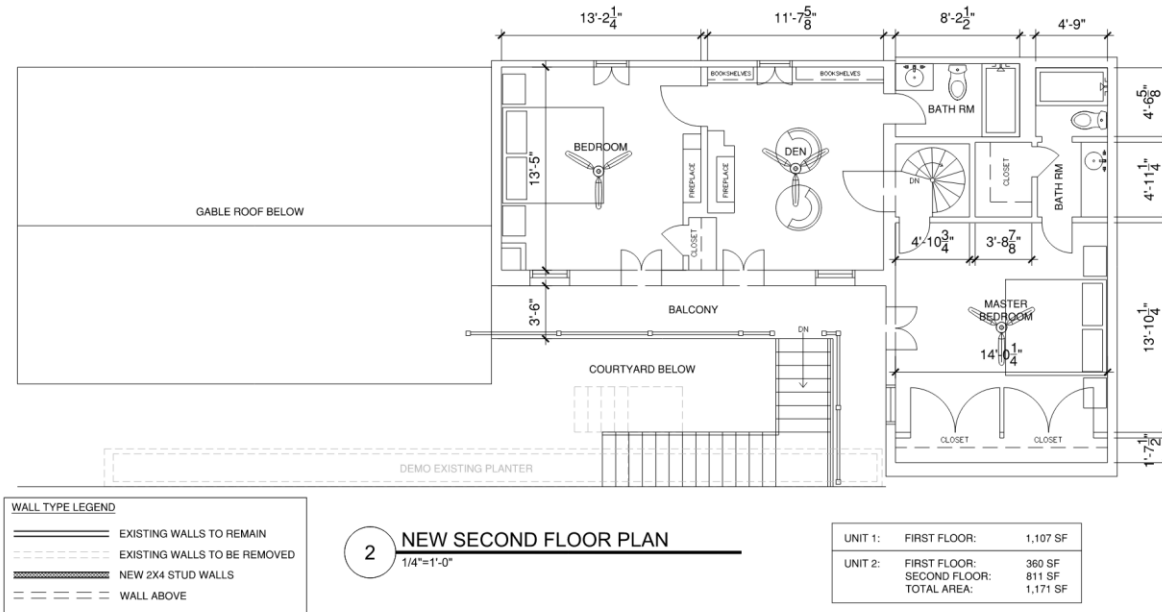 13'-2 1/4"
11'-7 5/8"
8'-2 1/2"
4'-9"
BOOKSHELVES
BOOKSHELVES
4'-6 5/8"
BATH RM
BEDROOM
DEN
13'-5"
FIREPLACE
FIREPLACE
DN
CLOSET
BATH RM
4'-11 1/4"
GABLE ROOF BELOW
CLOSET
4'-10 3/4"
3'-8 7/8"
3'-6"
BALCONY
MASTER
BEDROOM
13'-10 1/4"
DN
14'-0 1/4"
COURTYARD BELOW
CLOSET
CLOSET
1'-7 1/2"
DEMO EXISTING PLANTER
WALL TYPE LEGEND
EXISTING WALLS TO REMAIN
EXISTING WALLS TO BE REMOVED
NEW 2X4 STUD WALLS
WALL ABOVE
2
NEW SECOND FLOOR PLAN
1/4"=1'-0"
UNIT 1: FIRST FLOOR: 1,107 SF
UNIT 2: FIRST FLOOR: 360 SF
SECOND FLOOR: 811 SF
TOTAL AREA: 1,171 SF